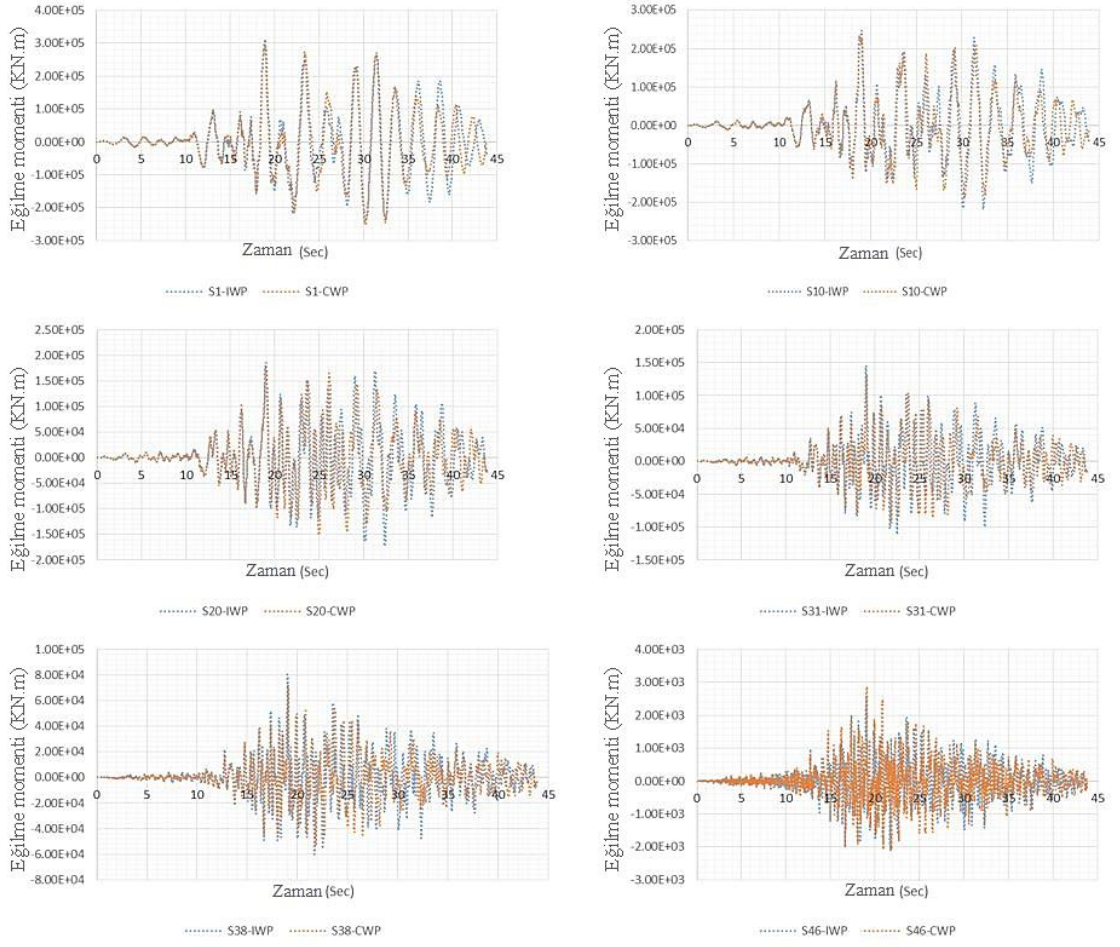 4.00E+05
3.00E+05
2.00E+05
1.00E+05
0.00E+00
-1.00E+05
-2.00E+05
-3.00E+05
0 5 10 15 20 25 30 35 40 45
Eğilme momenti (KN.m)
Zaman (Sec)
S1-IWP S1-CWP
3.00E+05
2.00E+05
1.00E+05
0.00E+00
-1.00E+05
-2.00E+05
-3.00E+05
0 5 10 15 20 25 30 35 40 45
Eğilme momenti (KN.m)
Zaman (Sec)
S10-IWP S10-CWP
2.50E+05
2.00E+05
1.50E+05
1.00E+05
5.00E+04
0.00E+00
-5.00E+04
-1.00E+05
-1.50E+05
-2.00E+05
0 5 10 15 20 25 30 35 40 45
Eğilme momenti (KN.m)
Zaman (Sec)
S20-IWP S20-CWP
2.00E+05
1.50E+05
1.00E+05
5.00E+04
0.00E+00
-5.00E+04
-1.00E+05
-1.50E+05
0 5 10 15 20 25 30 35 40 45
Eğilme momenti (KN.m)
Zaman (Sec)
S31-IWP S31-CWP
1.00E+05
8.00E+04
6.00E+04
4.00E+04
2.00E+04
0.00E+00
-2.00E+04
-4.00E+04
-6.00E+04
-8.00E+04
0 5 10 15 20 25 30 35 40 45
Eğilme momenti (KN.m)
Zaman (Sec)
S38-IWP S38-CWP
4.00E+03
3.00E+03
2.00E+03
1.00E+03
0.00E+00
-1.00E+03
-2.00E+03
-3.00E+03
0 5 10 15 20 25 30 35 40 45
Eğilme momenti (KN.m)
Zaman (Sec)
S46-IWP S46-CWP